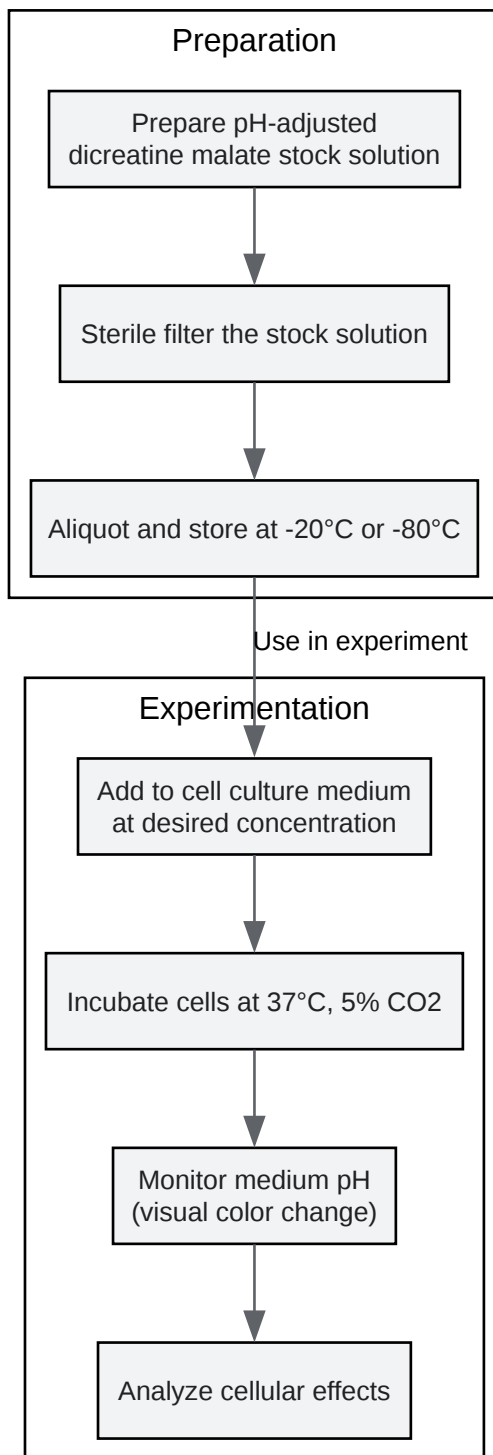 Preparation
Prepare pH-adjusted
dicreatine malate stock solution
Sterile filter the stock solution
Aliquot and store at -20°C or -80°C
Use in experiment
Experimentation
Add to cell culture medium
at desired concentration
Incubate cells at 37°C, 5% CO2
Monitor medium pH
(visual color change)
Analyze cellular effects